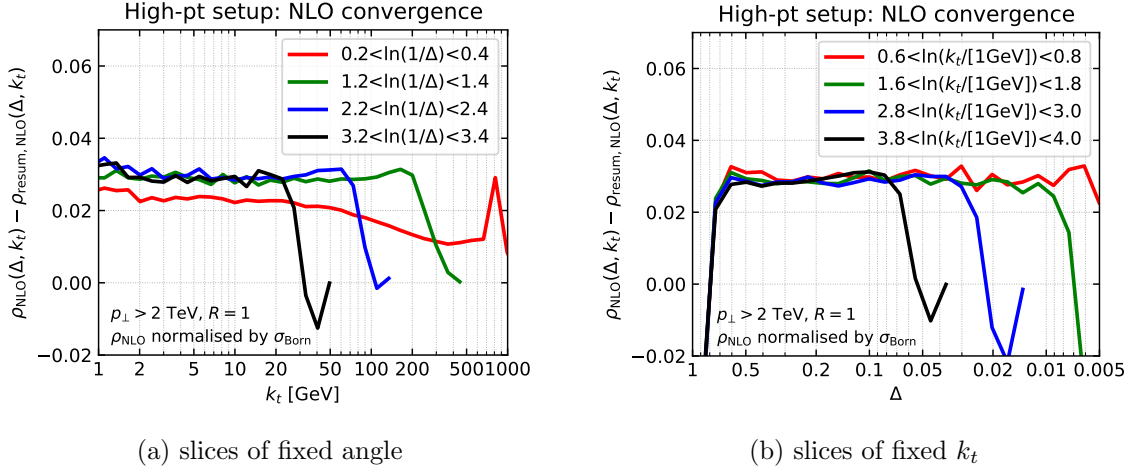 High-pt setup: NLO convergence
ρNLO(Δ, kt) − ρresum, NLO(Δ, kt)
0.06
0.04
0.02
0.00
−0.02
0.2<ln(1/Δ)<0.4
1.2<ln(1/Δ)<1.4
2.2<ln(1/Δ)<2.4
3.2<ln(1/Δ)<3.4
p⊥ > 2 TeV, R = 1
ρNLO normalised by σBorn
1 2 5 10 20 50 100 200 500 1000
kt [GeV]
(a) slices of fixed angle
High-pt setup: NLO convergence
ρNLO(Δ, kt) − ρresum, NLO(Δ, kt)
0.06
0.04
0.02
0.00
−0.02
0.6<ln(kt/[1GeV])<0.8
1.6<ln(kt/[1GeV])<1.8
2.8<ln(kt/[1GeV])<3.0
3.8<ln(kt/[1GeV])<4.0
p⊥ > 2 TeV, R = 1
ρNLO normalised by σBorn
1 0.5 0.2 0.1 0.05 0.02 0.01 0.005
Δ
(b) slices of fixed kt